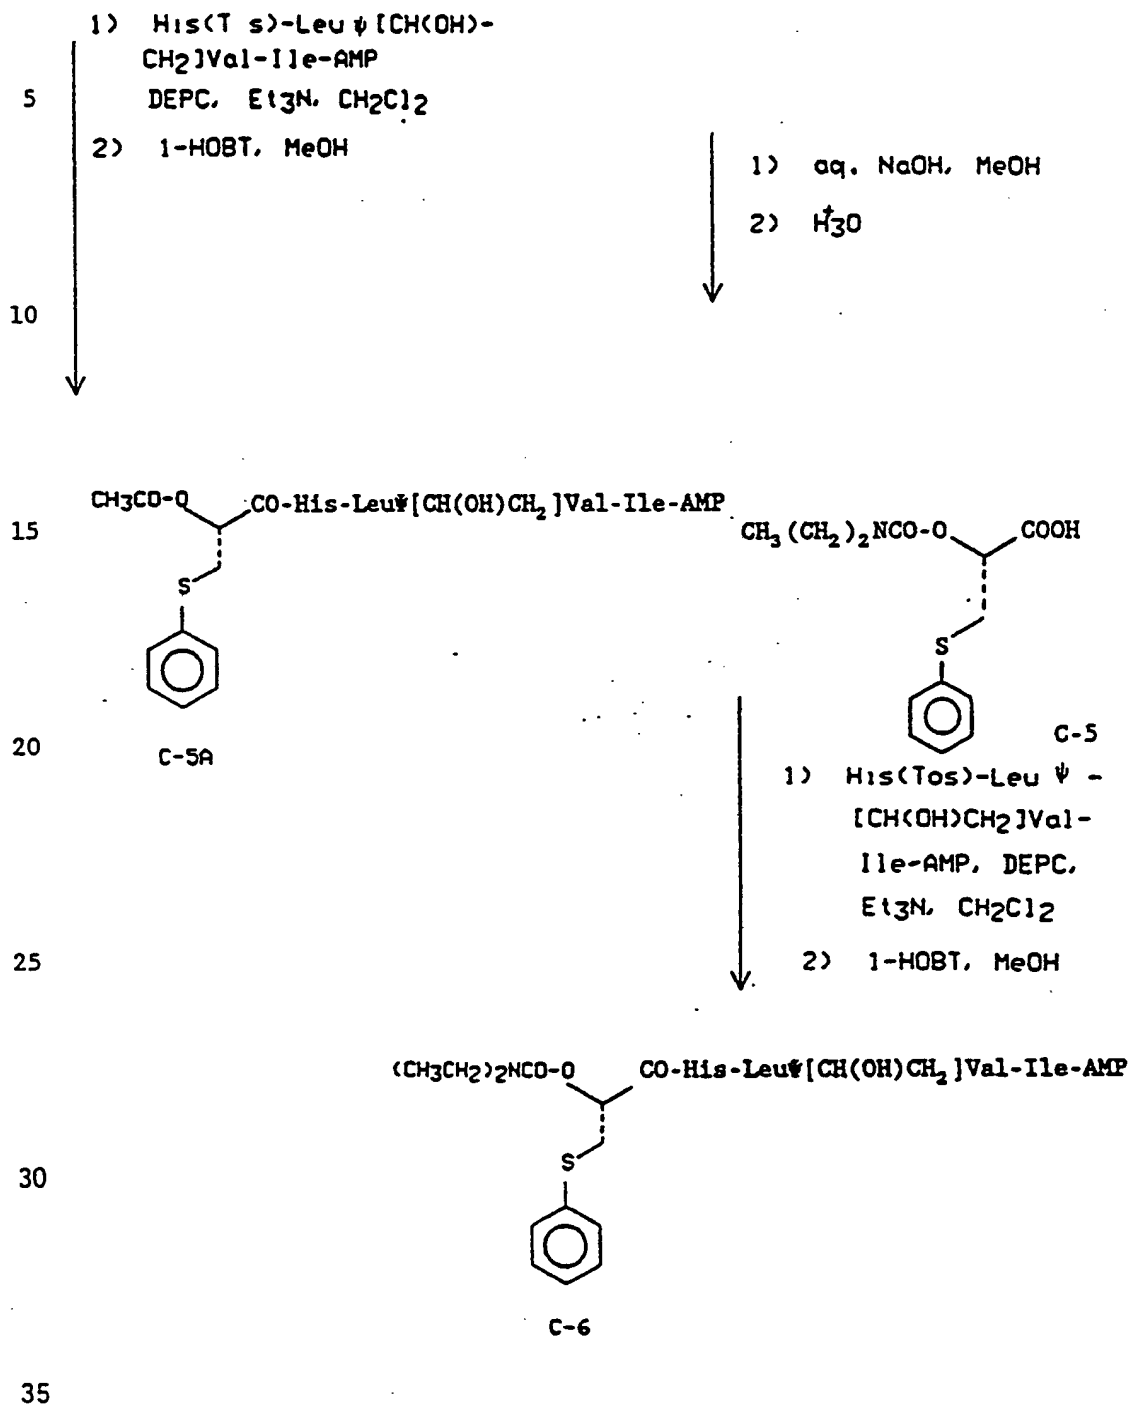 1) His(T s)-Leu ψ [CH(OH)-
CH2]Val-Ile-AMP
5
DEPC, Et3N, CH2Cl2
2) 1-HOBT, MeOH
1) aq. NaOH, MeOH
2) H3O+
10
CH3CO-O
CO-His-LeuΨ[CH(OH)CH2]Val-Ile-AMP
15
CH3(CH2)2NCO-O
COOH
S
S
C-5
20
C-5A
1) His(Tos)-Leu ψ -
[CH(OH)CH2]Val-
Ile-AMP, DEPC,
Et3N, CH2Cl2
25
2) 1-HOBT, MeOH
(CH3CH2)2NCO-O
CO-His-LeuΨ[CH(OH)CH2]Val-Ile-AMP
30
S
C-6
35